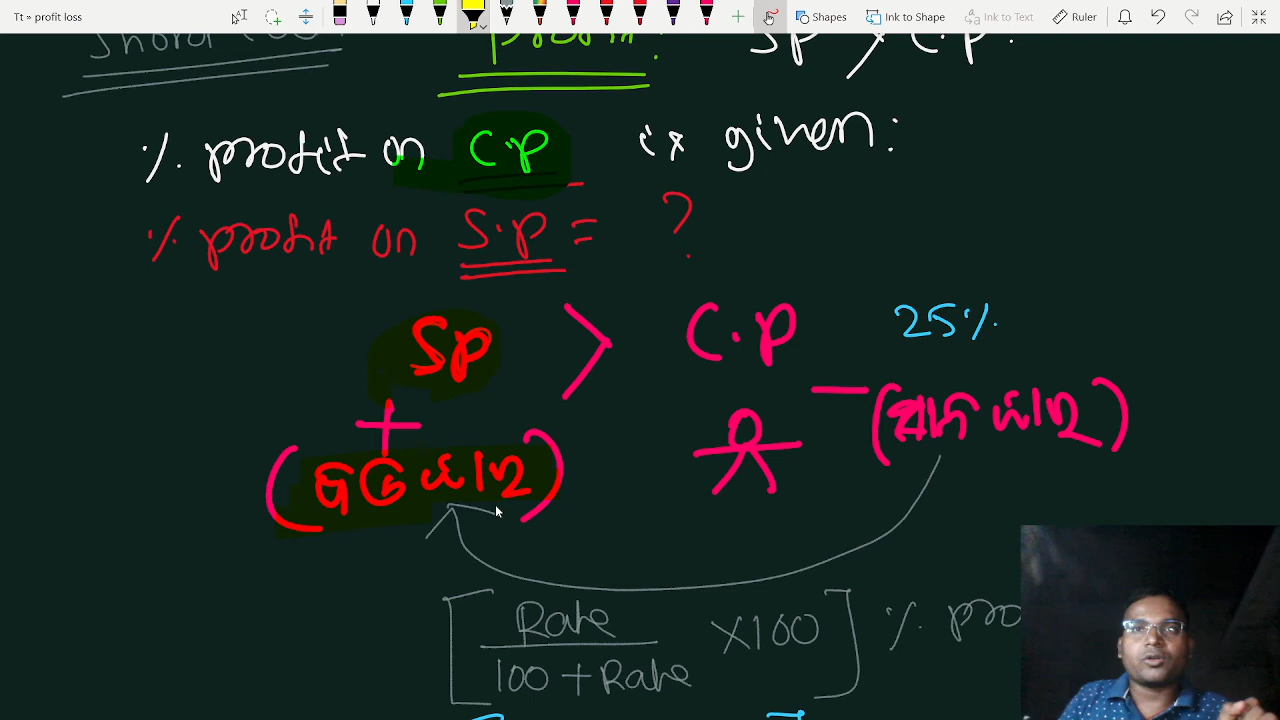 Tt » profit loss
Shapes Ink to Shape Ink to Text Ruler
profit: SP > C.P.
% profit on C.P is given:
% profit on S.P = ?
SP > C.P 25%
+ −
[Rate / 100 + Rate × 100] % pro